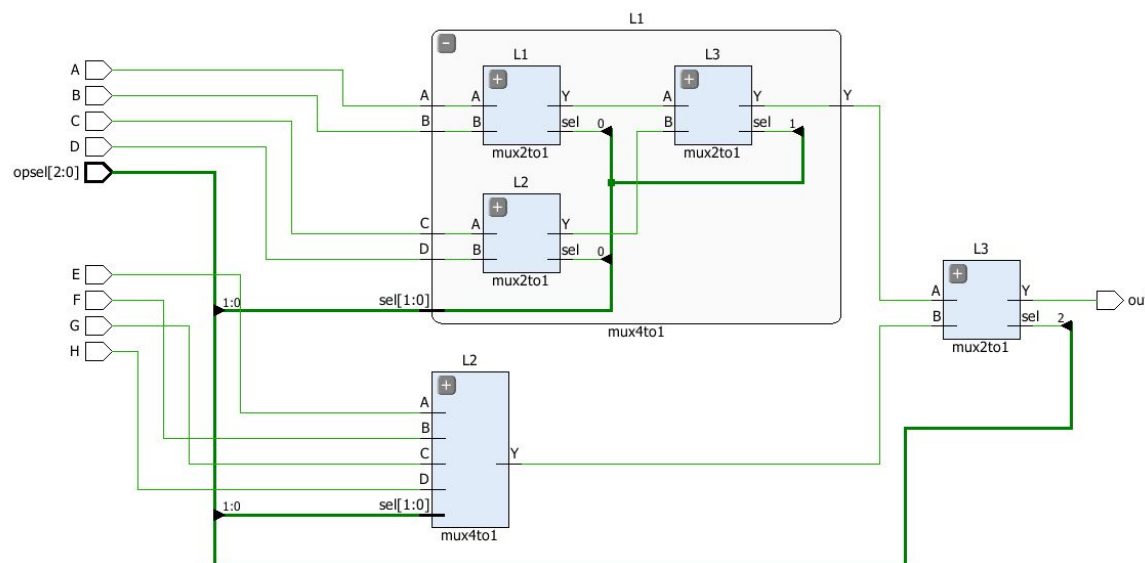 L1
A
B
C
D
opsel[2:0]
E
F
G
H
L1
A A Y
B B sel 0
mux2to1
L3
A Y Y
B sel 1
mux2to1
L2
C A Y
D B sel 0
mux2to1
1:0 sel[1:0]
mux4to1
L2
A
B
C Y
D
1:0 sel[1:0]
mux4to1
L3
A Y
B sel 2
mux2to1
ou